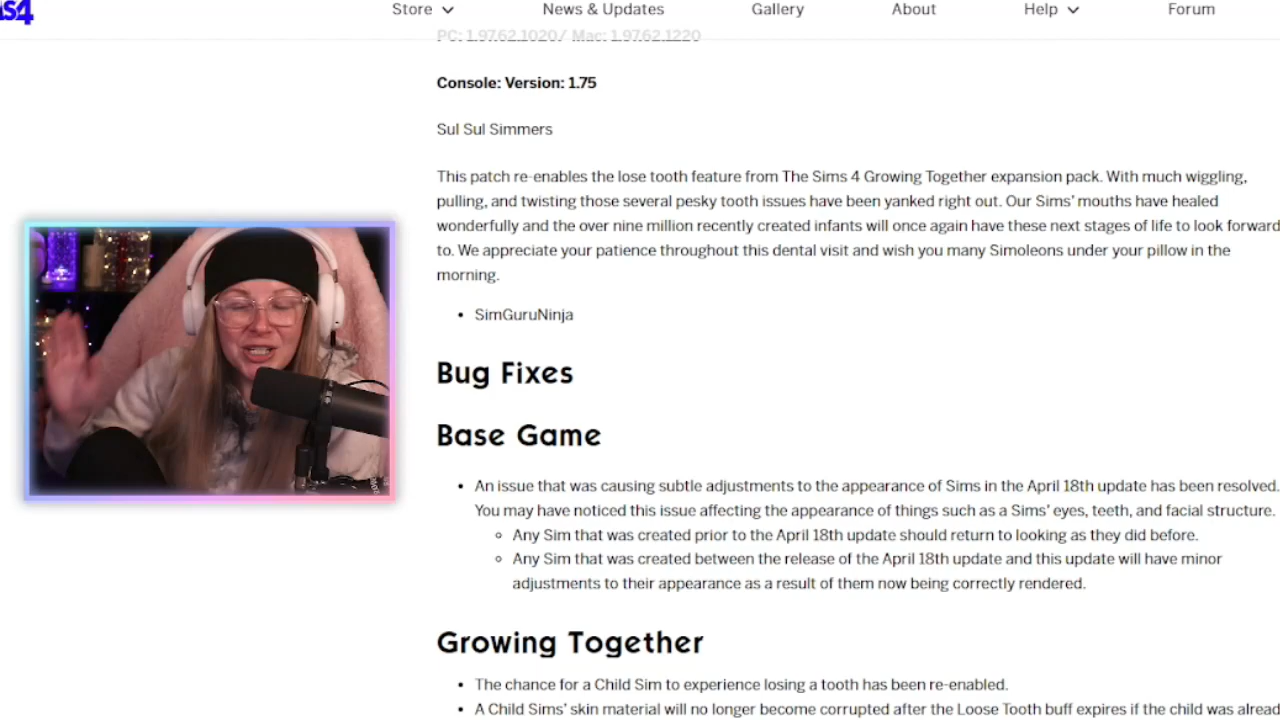 S4
Store News & Updates Gallery About Help Forum
PC: 1.97.62.1020/ Mac: 1.97.62.1220
Console: Version: 1.75
Sul Sul Simmers
This patch re-enables the lose tooth feature from The Sims 4 Growing Together expansion pack. With much wiggling,
pulling, and twisting those several pesky tooth issues have been yanked right out. Our Sims' mouths have healed
wonderfully and the over nine million recently created infants will once again have these next stages of life to look forward
to. We appreciate your patience throughout this dental visit and wish you many Simoleons under your pillow in the
morning.
• SimGuruNinja
Bug Fixes
Base Game
• An issue that was causing subtle adjustments to the appearance of Sims in the April 18th update has been resolved.
You may have noticed this issue affecting the appearance of things such as a Sims' eyes, teeth, and facial structure.
◦ Any Sim that was created prior to the April 18th update should return to looking as they did before.
◦ Any Sim that was created between the release of the April 18th update and this update will have minor
adjustments to their appearance as a result of them now being correctly rendered.
Growing Together
• The chance for a Child Sim to experience losing a tooth has been re-enabled.
• A Child Sims' skin material will no longer become corrupted after the Loose Tooth buff expires if the child was alread